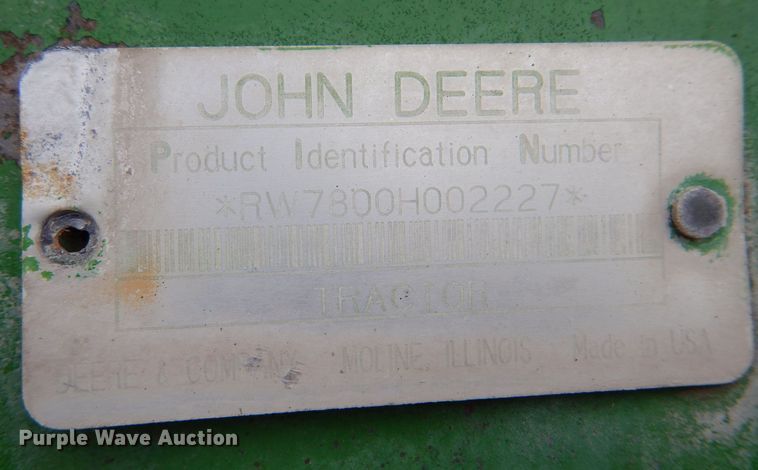 JOHN DEERE
Product Identification Number
*RW7800H002227*
TRACTOR
DEERE & COMPANY MOLINE, ILLINOIS Made in USA
Purple Wave Auction